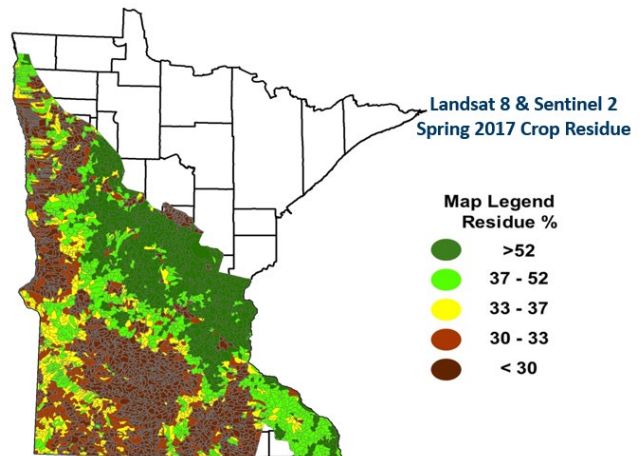 Landsat 8 & Sentinel 2
Spring 2017 Crop Residue
Map Legend
Residue %
>52
37 - 52
33 - 37
30 - 33
< 30